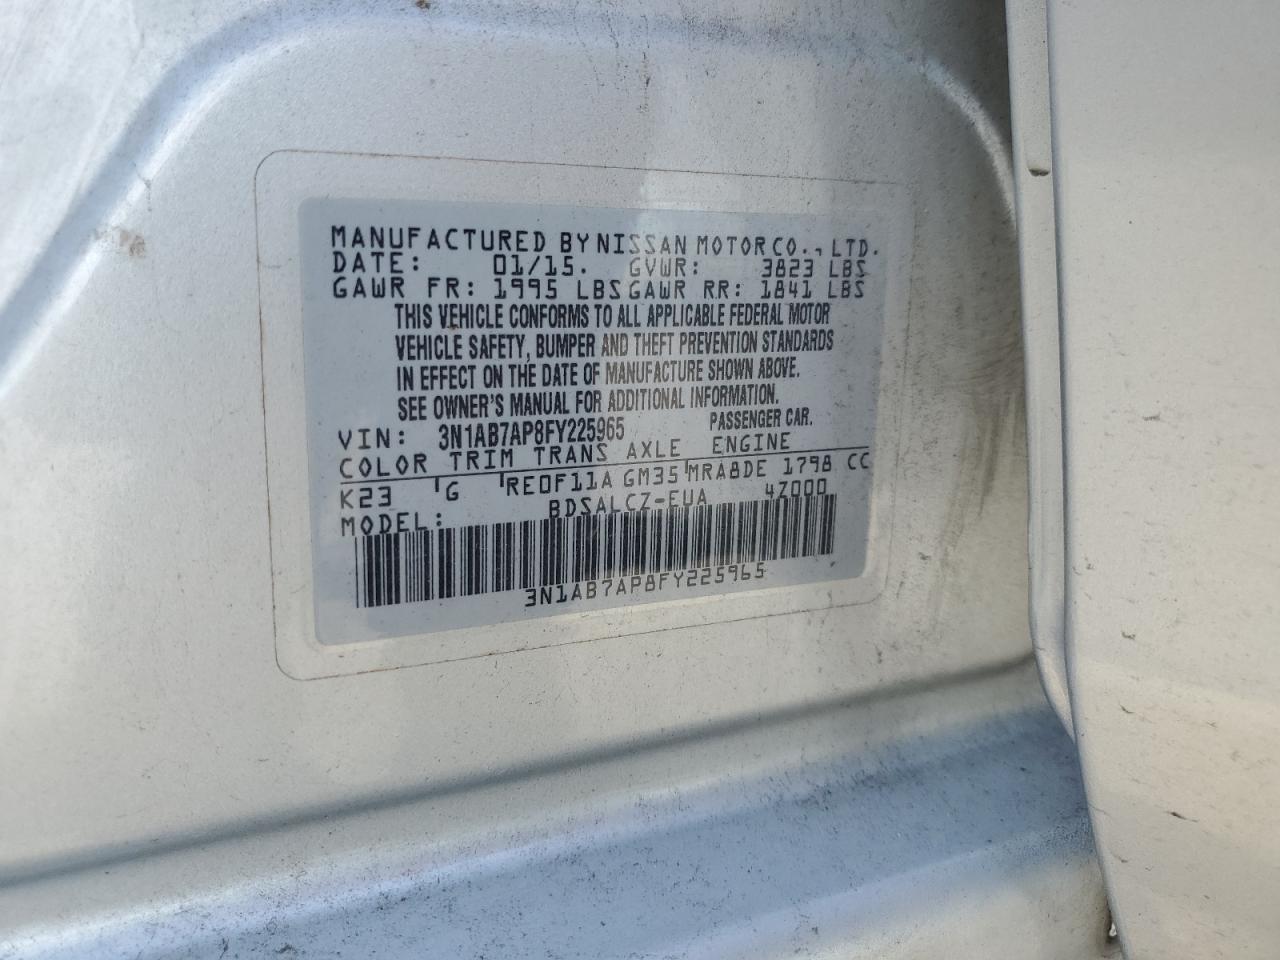 MANUFACTURED BY NISSAN MOTOR CO., LTD.
DATE: 01/15. GVWR: 3823 LBS
GAWR FR: 1995 LBS GAWR RR: 1841 LBS
THIS VEHICLE CONFORMS TO ALL APPLICABLE FEDERAL MOTOR
VEHICLE SAFETY, BUMPER AND THEFT PREVENTION STANDARDS
IN EFFECT ON THE DATE OF MANUFACTURE SHOWN ABOVE.
SEE OWNER'S MANUAL FOR ADDITIONAL INFORMATION.
VIN: 3N1AB7AP8FY225965 PASSENGER CAR.
COLOR TRIM TRANS AXLE ENGINE
K23 G RE0F11A GM35 MRA8DE 1798 CC
MODEL: BDSALCZ-EUA 4Z000
3N1AB7AP8FY225965